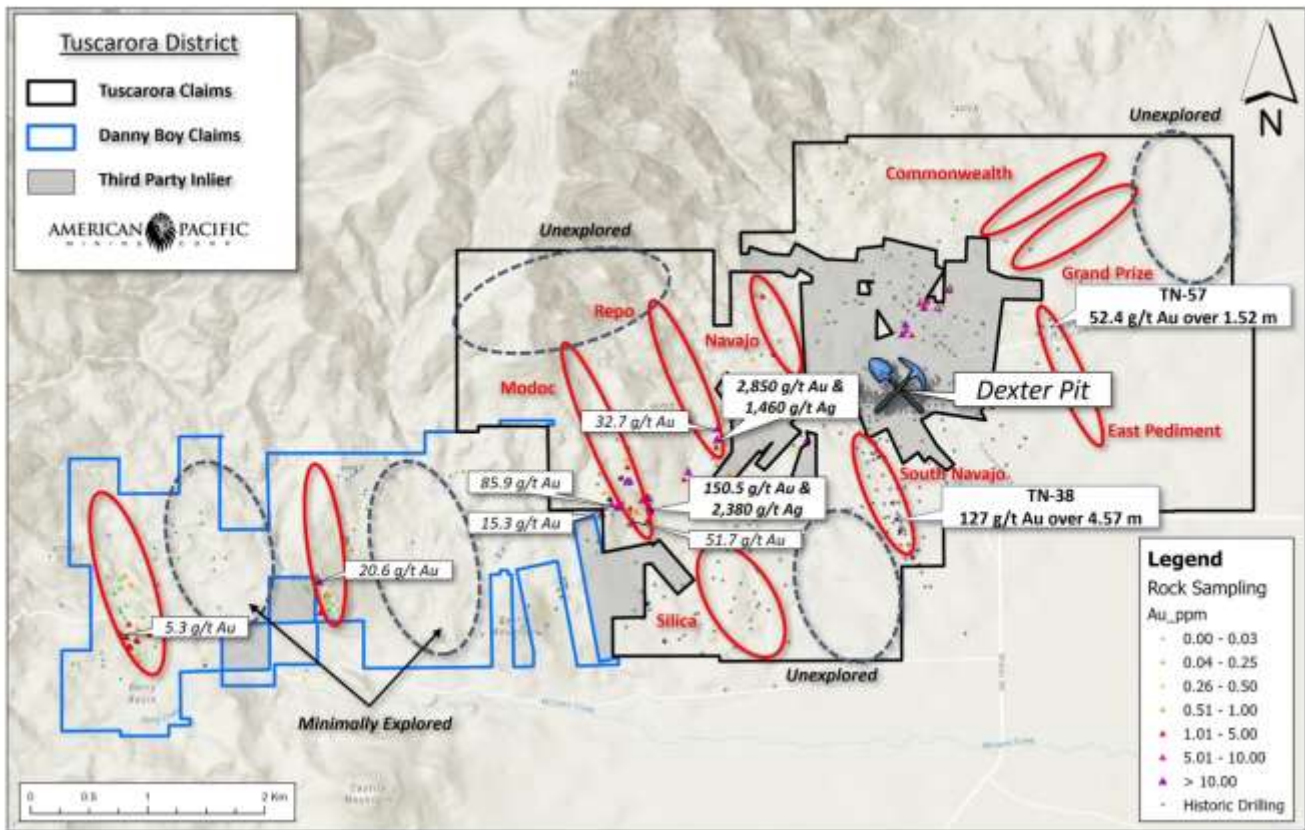 Tuscarora District
Tuscarora Claims
Danny Boy Claims
Third Party Inlier
AMERICAN PACIFIC
MINING CORP
N
Unexplored
Commonwealth
Unexplored
Grand Prize
Repo
TN-57
52.4 g/t Au over 1.52 m
Navajo
Modoc
2,850 g/t Au &
1,460 g/t Ag
Dexter Pit
32.7 g/t Au
East Pediment
South Navajo
85.9 g/t Au
150.5 g/t Au &
2,380 g/t Ag
TN-38
127 g/t Au over 4.57 m
15.3 g/t Au
51.7 g/t Au
20.6 g/t Au
5.3 g/t Au
Silica
Unexplored
Minimally Explored
Legend
Rock Sampling
Au_ppm
0.00 - 0.03
0.04 - 0.25
0.26 - 0.50
0.51 - 1.00
1.01 - 5.00
5.01 - 10.00
> 10.00
Historic Drilling
0 0.5 1 2 Km